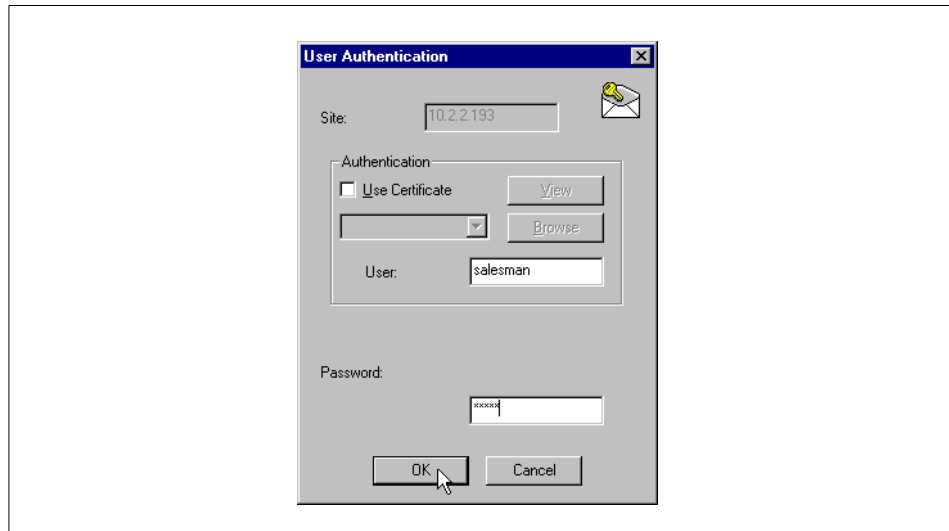 User Authentication
Site: 10.2.2.193
Authentication
Use Certificate View
Browse
User: salesman
Password:
*****
OK Cancel